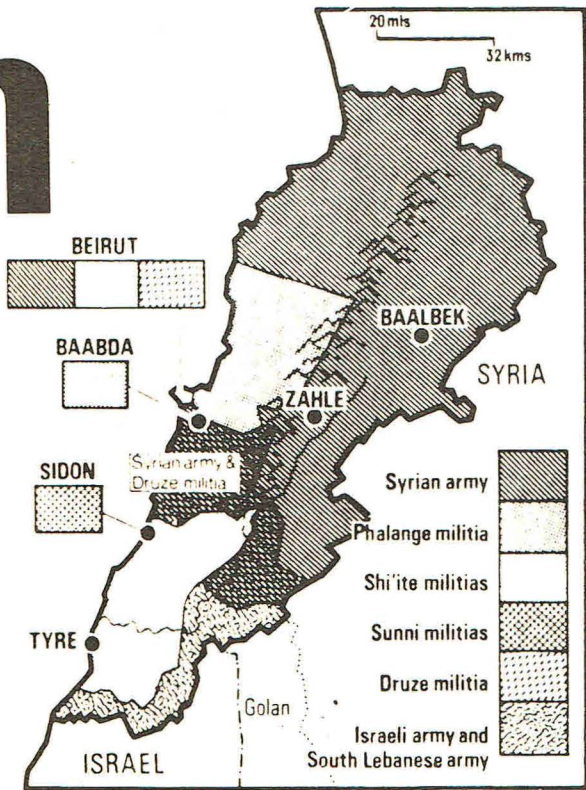 n
20 mls
32 kms
BEIRUT
BAABDA
SIDON
TYRE
Syrian army &
Druze militia
ZAHLE
BAALBEK
SYRIA
Golan
ISRAEL
Syrian army
Phalange militia
Shi'ite militias
Sunni militias
Druze militia
Israeli army and
South Lebanese army